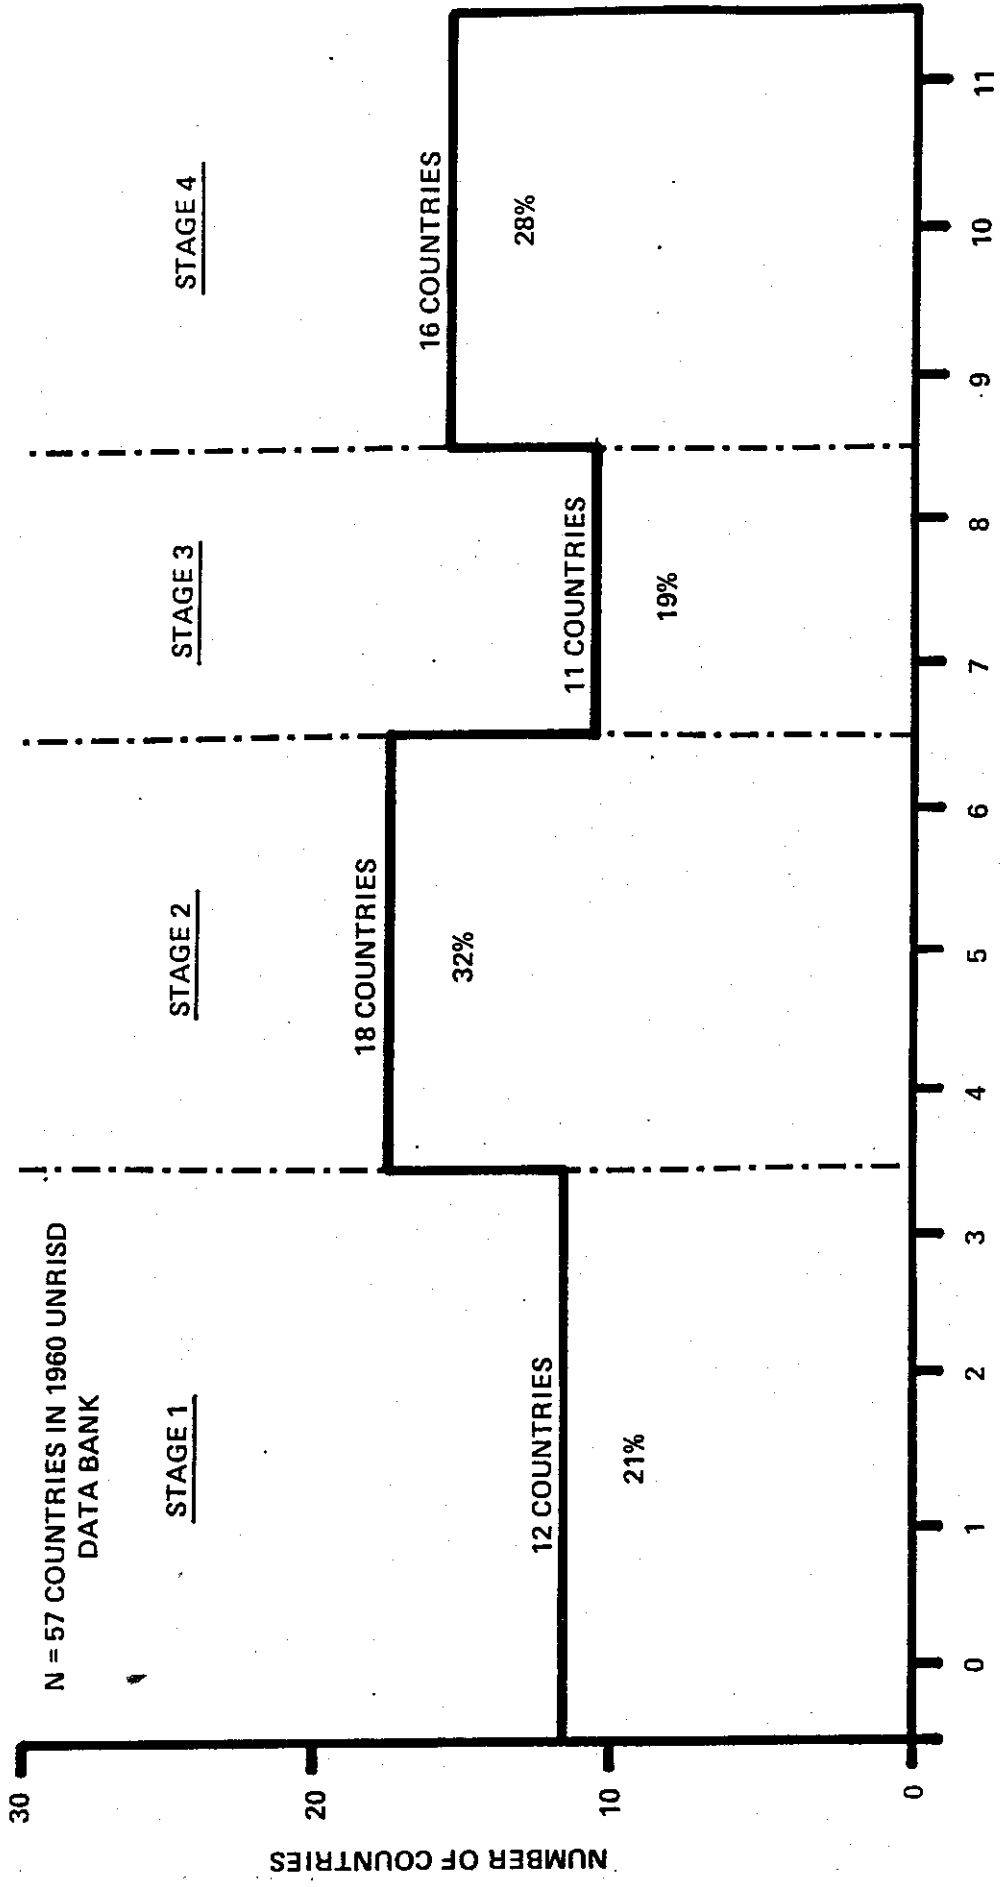 N = 57 COUNTRIES IN 1960 UNRISD
DATA BANK
STAGE 1
STAGE 2
STAGE 3
STAGE 4
12 COUNTRIES
18 COUNTRIES
11 COUNTRIES
16 COUNTRIES
21%
32%
19%
28%
NUMBER OF COUNTRIES
30
20
10
0
0 1 2 3 4 5 6 7 8 9 10 11